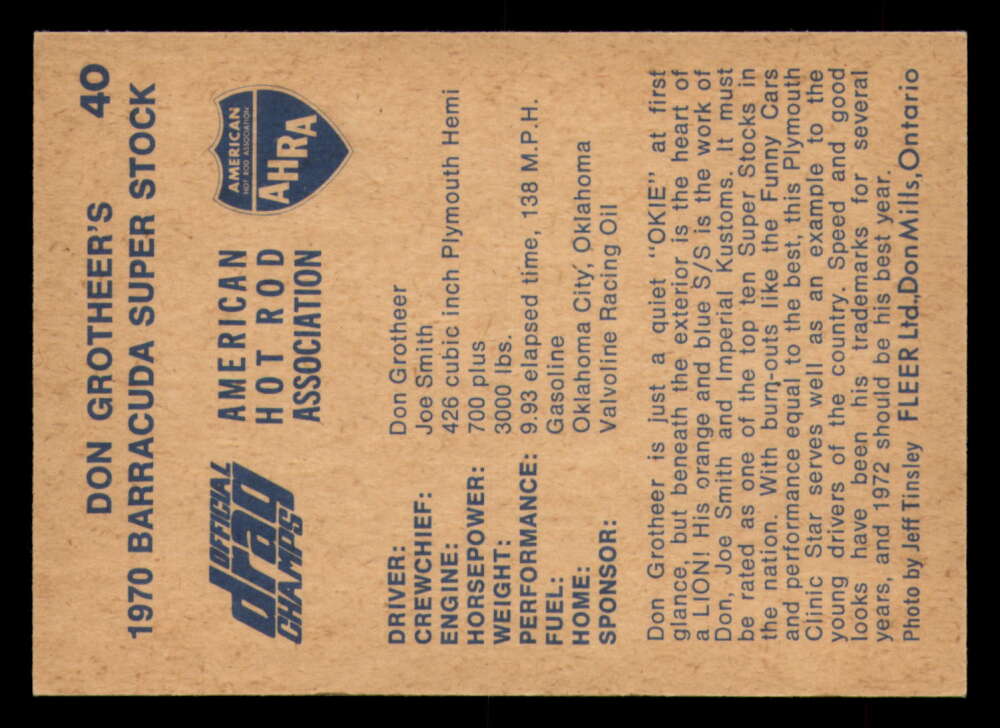 DON GROTHEER'S 40
1970 BARRACUDA SUPER STOCK
OFFICIAL
drag
CHAMPS
AMERICAN
HOT ROD
ASSOCIATION
AMERICAN
HOT ROD ASSOCIATION
AHRA
DRIVER: Don Grotheer
CREWCHIEF: Joe Smith
ENGINE: 426 cubic inch Plymouth Hemi
HORSEPOWER: 700 plus
WEIGHT: 3000 lbs.
PERFORMANCE: 9.93 elapsed time, 138 M.P.H.
FUEL: Gasoline
HOME: Oklahoma City, Oklahoma
SPONSOR: Valvoline Racing Oil
Don Grotheer is just a quiet "OKIE" at first
glance, but beneath the exterior is the heart of
a LION! His orange and blue S/S is the work of
Don, Joe Smith and Imperial Kustoms. It must
be rated as one of the top ten Super Stocks in
the nation. With burn-outs like the Funny Cars
and performance equal to the best, this Plymouth
Clinic Star serves well as an example to the
young drivers of the country. Speed and good
looks have been his trademarks for several
years, and 1972 should be his best year.
Photo by Jeff Tinsley FLEER Ltd., Don Mills, Ontario